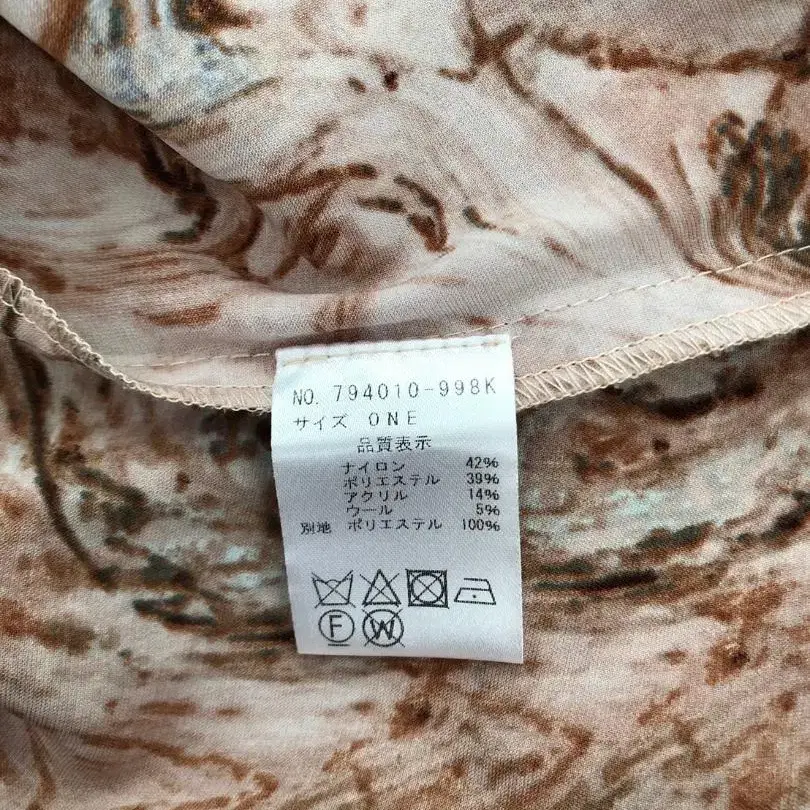 NO. 794010-998K
サイズ ONE
品質表示
ナイロン 42%
ポリエステル 39%
アクリル 14%
ウール 5%
別地 ポリエステル 100%
F W